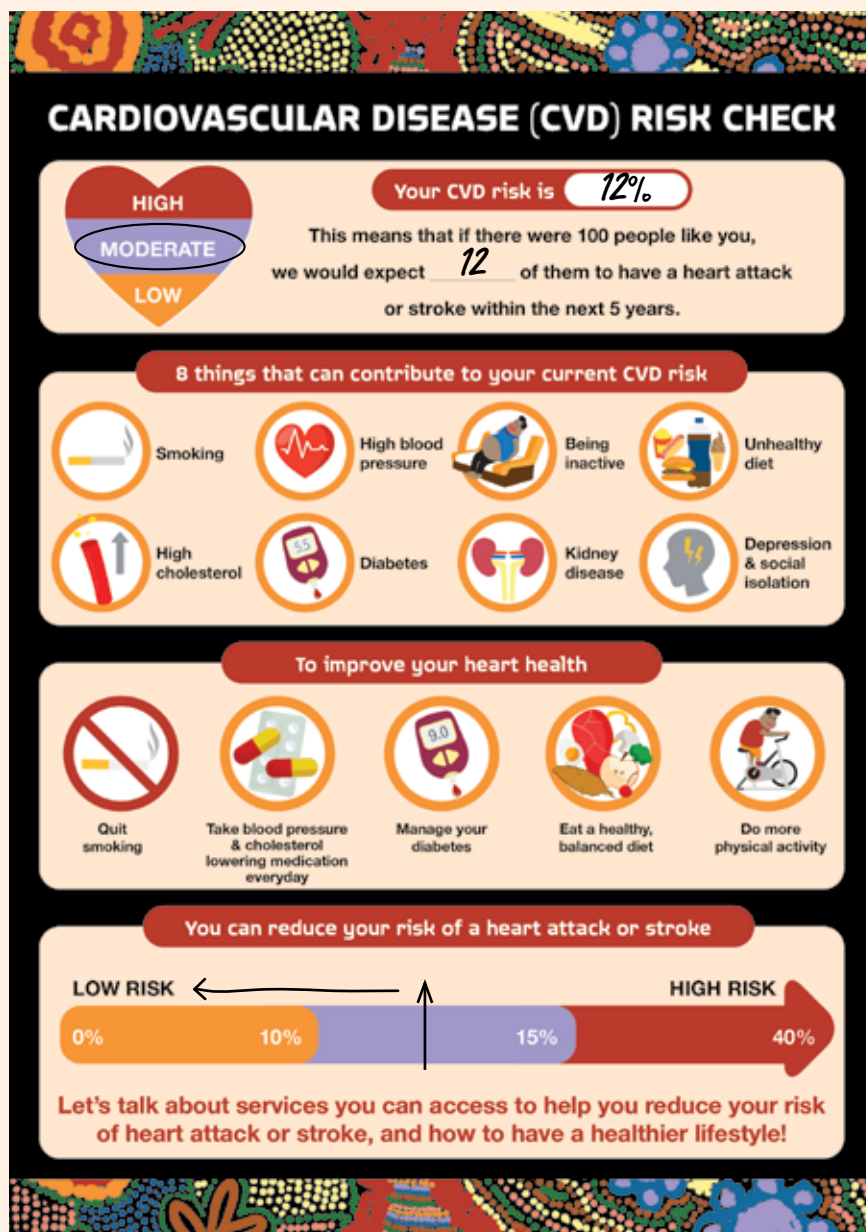 CARDIOVASCULAR DISEASE (CVD) RISK CHECK
HIGH
MODERATE
LOW
Your CVD risk is 12%
This means that if there were 100 people like you,
we would expect 12 of them to have a heart attack
or stroke within the next 5 years.
8 things that can contribute to your current CVD risk
Smoking
High blood
pressure
Being
inactive
Unhealthy
diet
High
cholesterol
5.5
Diabetes
Kidney
disease
Depression
& social
isolation
To improve your heart health
Quit
smoking
Take blood pressure
& cholesterol
lowering medication
everyday
9.0
Manage your
diabetes
Eat a healthy,
balanced diet
Do more
physical activity
You can reduce your risk of a heart attack or stroke
LOW RISK
HIGH RISK
0% 10% 15% 40%
Let's talk about services you can access to help you reduce your risk
of heart attack or stroke, and how to have a healthier lifestyle!